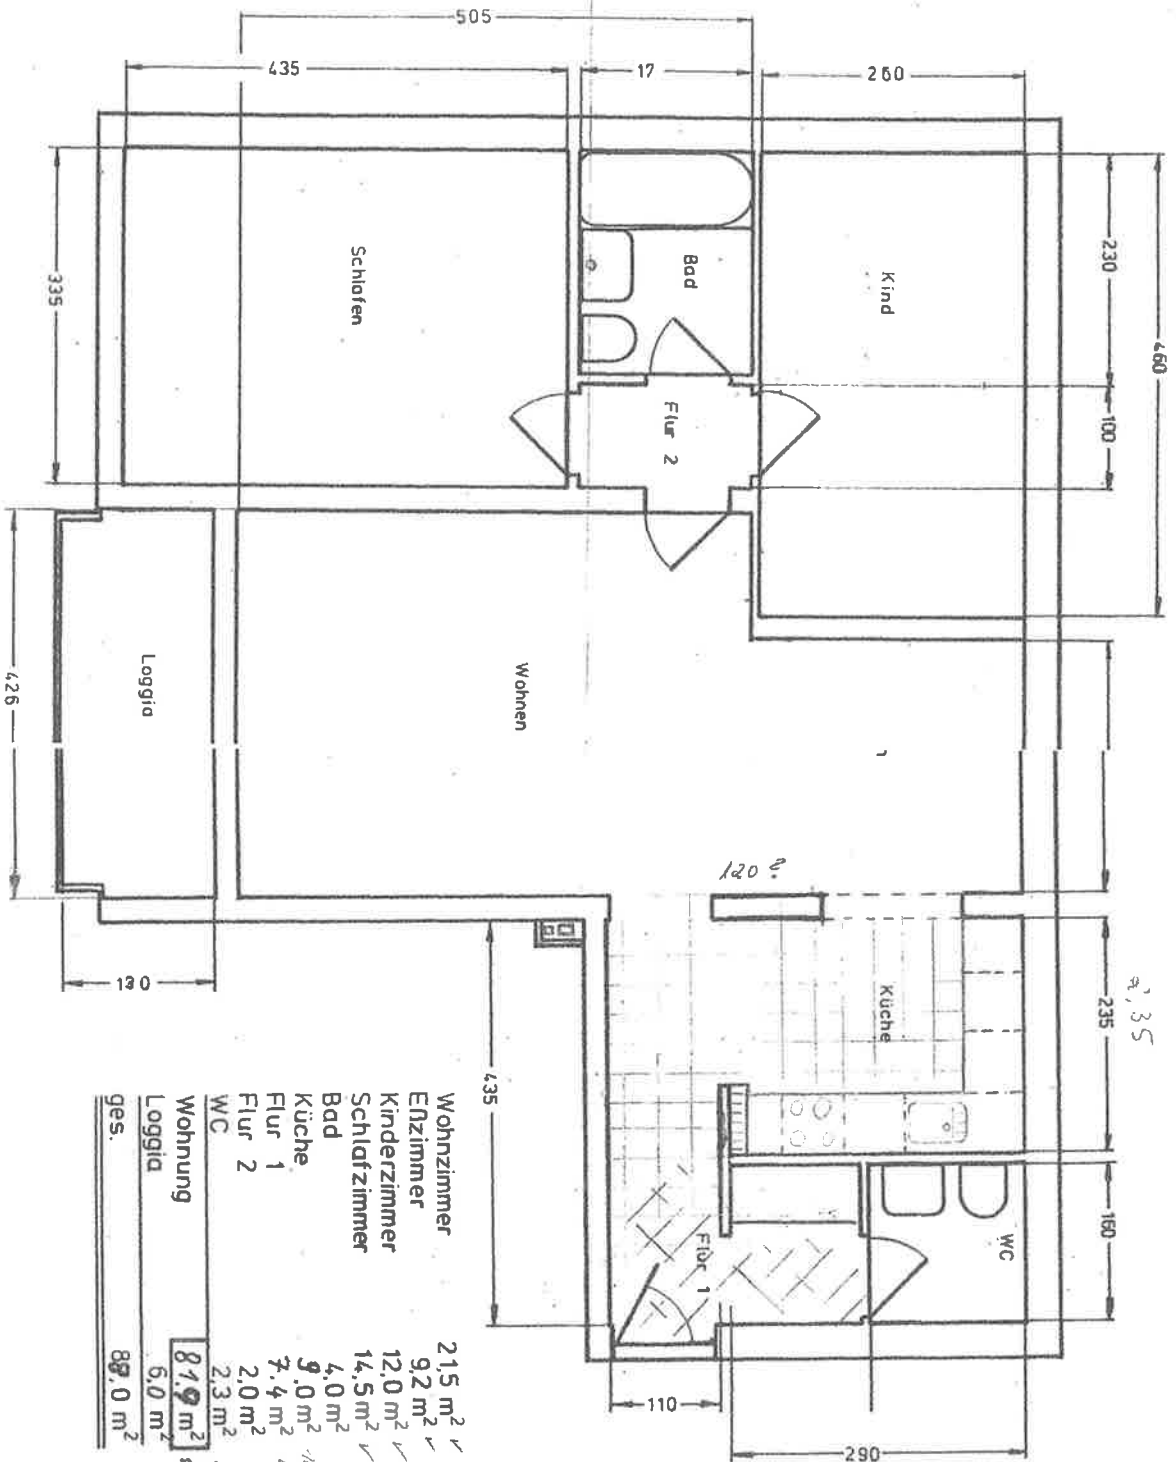 505
435
17
260
335
230
100
460
Schlafen
Bad
Kind
Flur 2
Wohnen
Loggia
426
130
120 ?
Küche
235
2,35
WC
160
Flur 1
435
110
290
Wohnzimmer 21,5 m² ✓
Eßzimmer 9,2 m² ✓
Kinderzimmer 12,0 m² ✓
Schlafzimmer 14,5 m² ✓
Bad 4,0 m²
Küche 9,0 m²
Flur 1 7,4 m²
Flur 2 2,0 m²
WC 2,3 m²
Wohnung 81,9 m²
Loggia 6,0 m²
ges. 88,0 m²